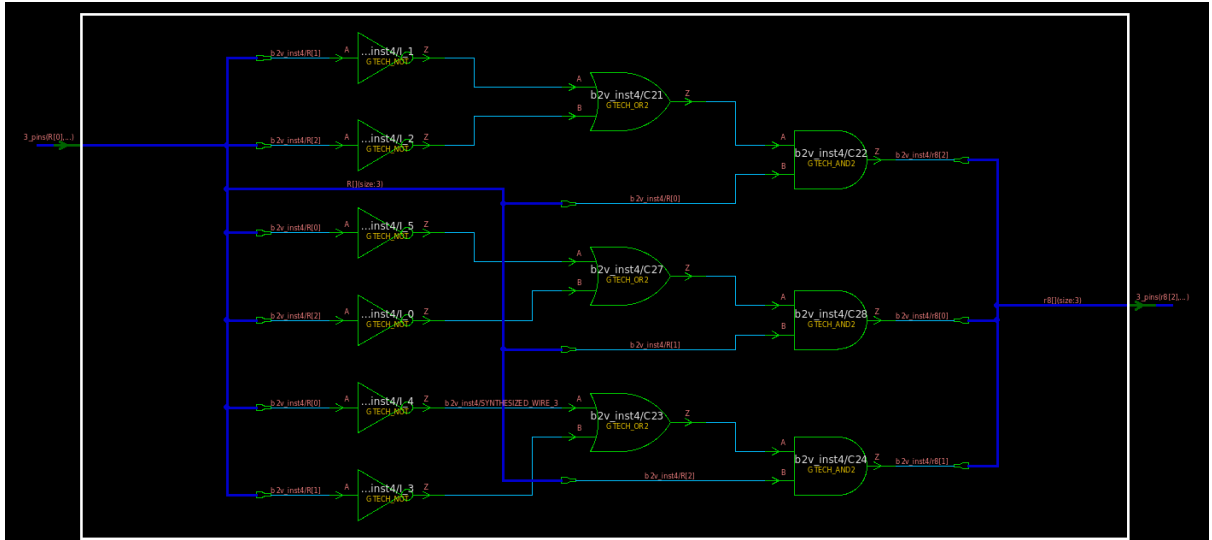 b2v_inst4/R[1]
A
...inst4/I_1
GTECH_NOT
Z
A
b2v_inst4/C21
GTECH_OR2
Z
B
3_pins(R[0],...)
b2v_inst4/R[2]
A
...inst4/I_2
GTECH_NOT
Z
A
b2v_inst4/C22
GTECH_AND2
Z
b2v_inst4/r8[2]
B
R[](size:3)
b2v_inst4/R[0]
b2v_inst4/R[0]
A
...inst4/I_5
GTECH_NOT
Z
A
b2v_inst4/C27
GTECH_OR2
Z
B
b2v_inst4/R[2]
A
...inst4/I_0
GTECH_NOT
Z
A
b2v_inst4/C28
GTECH_AND2
Z
b2v_inst4/r8[0]
B
r8[](size:3)
3_pins(r8[2],...)
b2v_inst4/R[1]
b2v_inst4/R[0]
A
...inst4/I_4
GTECH_NOT
Z
b2v_inst4/SYNTHESIZED_WIRE_3
A
b2v_inst4/C23
GTECH_OR2
Z
B
A
b2v_inst4/C24
GTECH_AND2
Z
b2v_inst4/r8[1]
B
b2v_inst4/R[2]
b2v_inst4/R[1]
A
...inst4/I_3
GTECH_NOT
Z